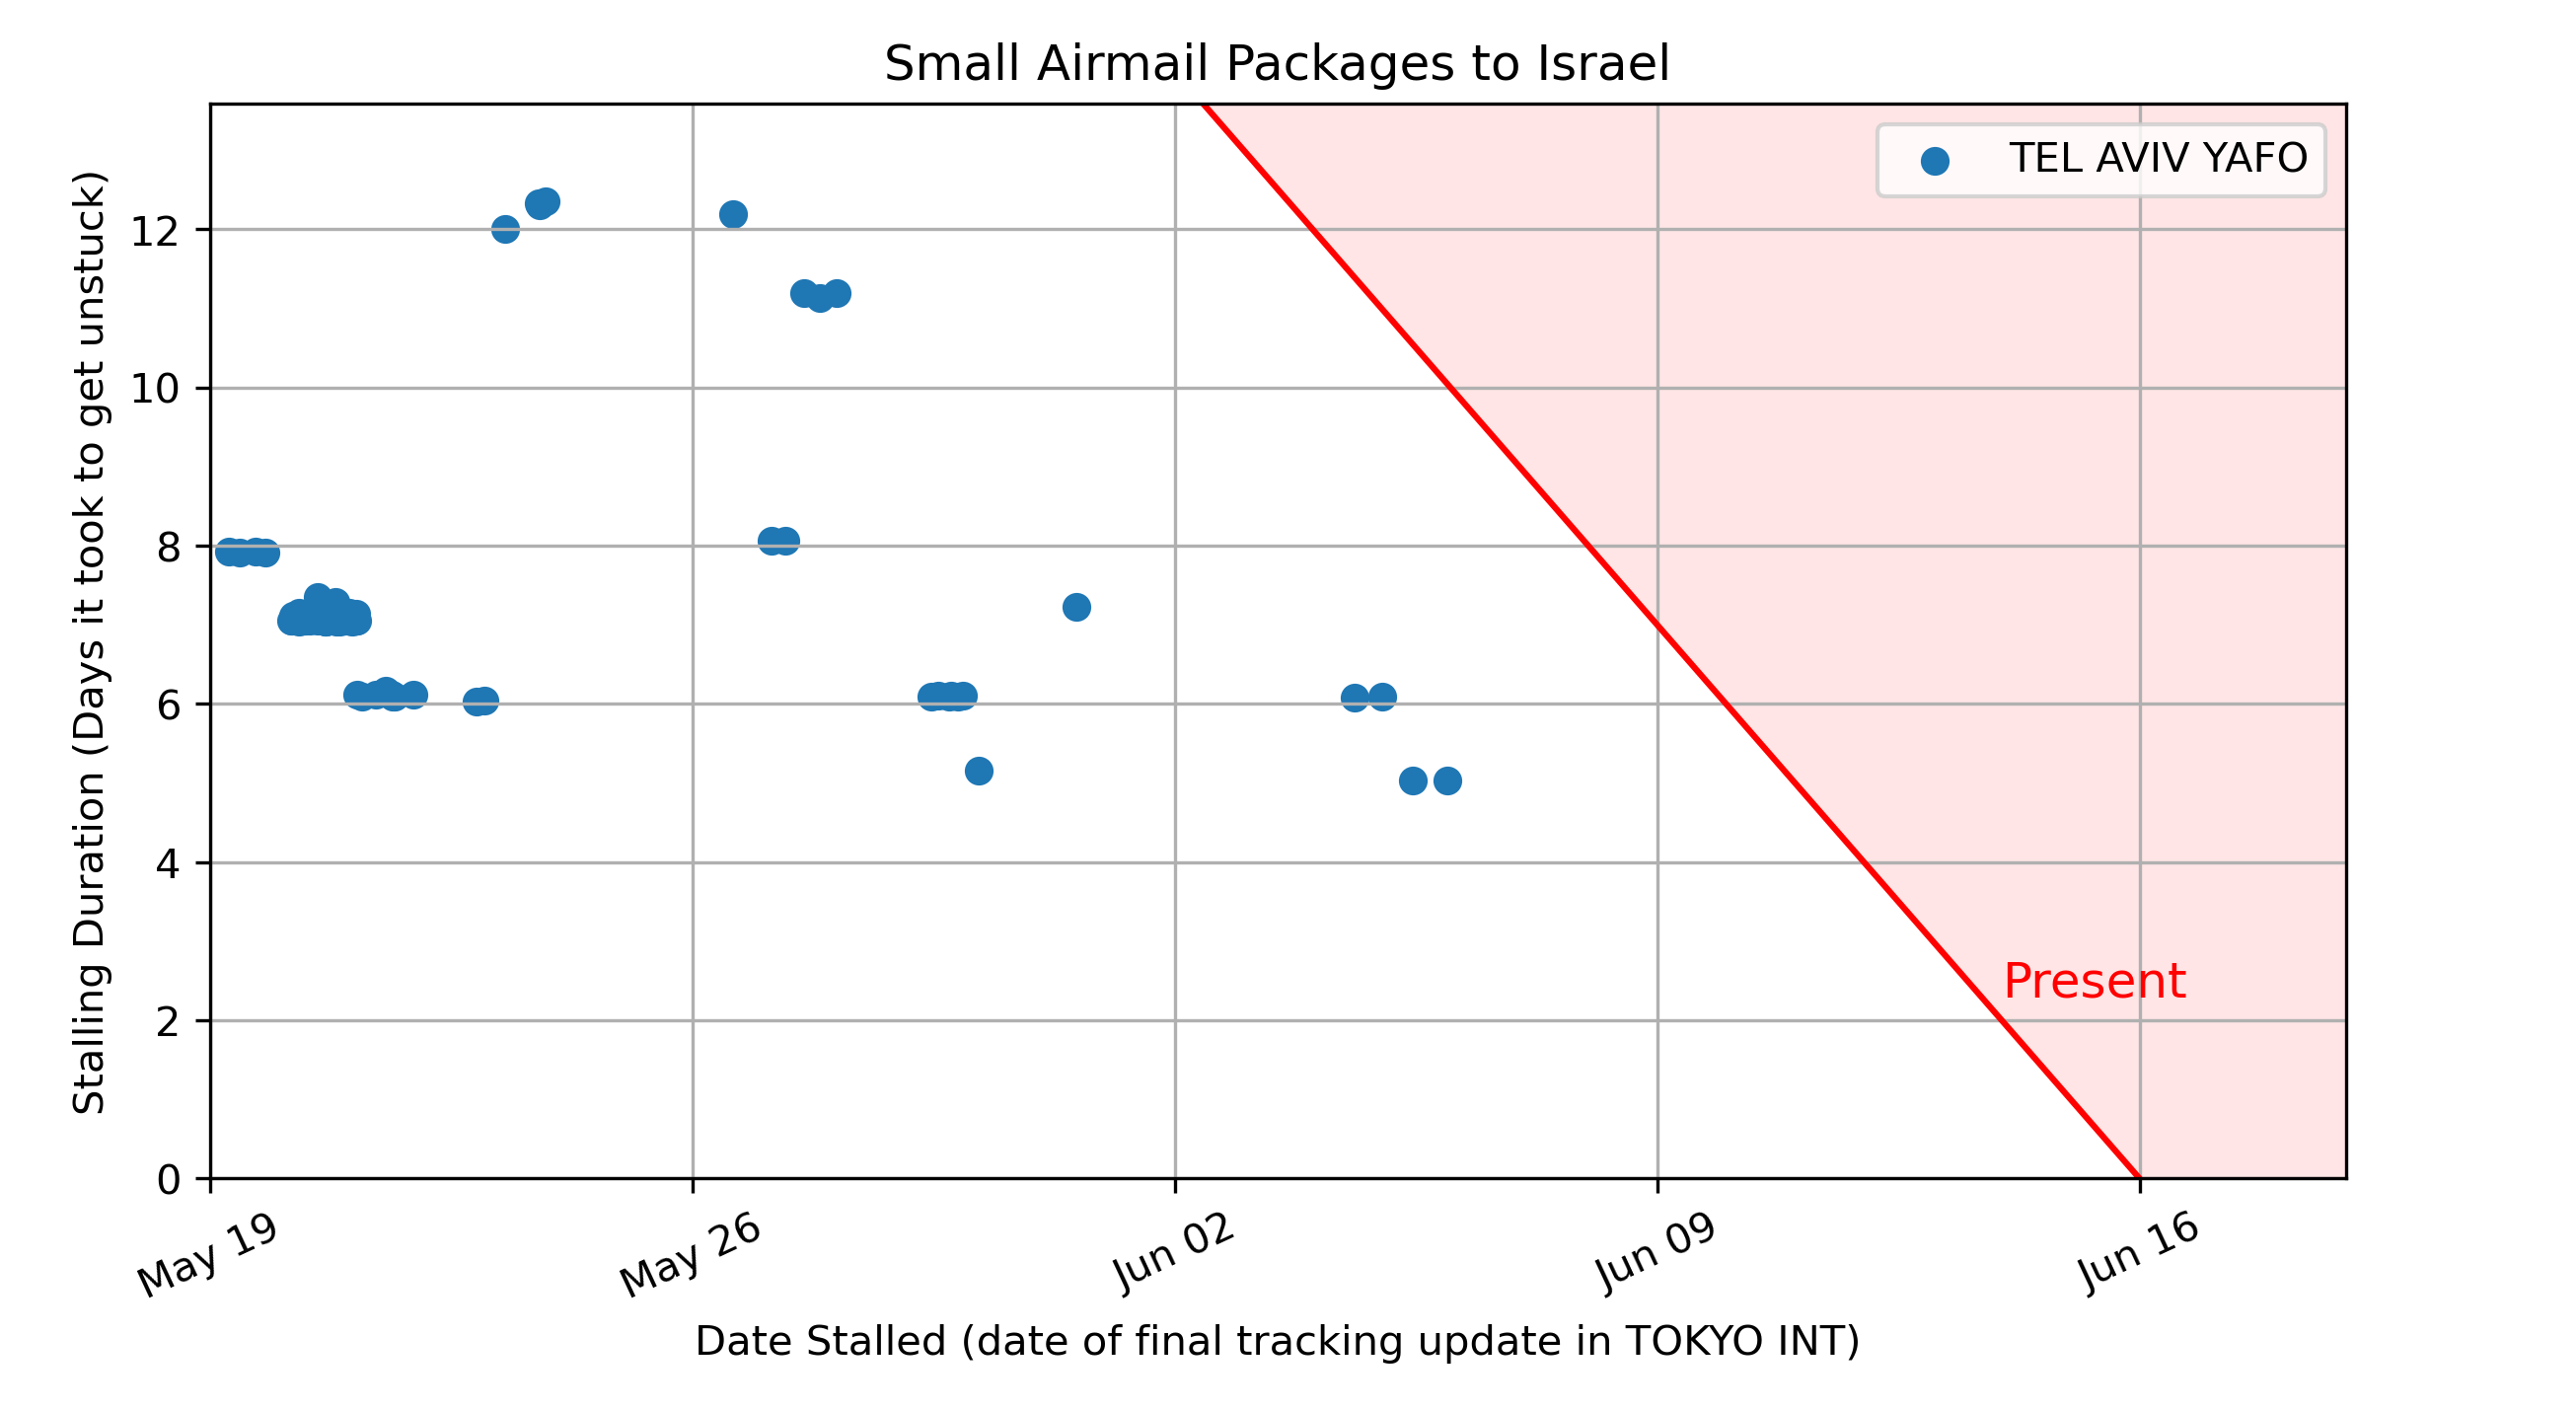 Small Airmail Packages to Israel
TEL AVIV YAFO
Stalling Duration (Days it took to get unstuck)
12
10
8
6
4
2
0
Present
May 19
May 26
Jun 02
Jun 09
Jun 16
Date Stalled (date of final tracking update in TOKYO INT)